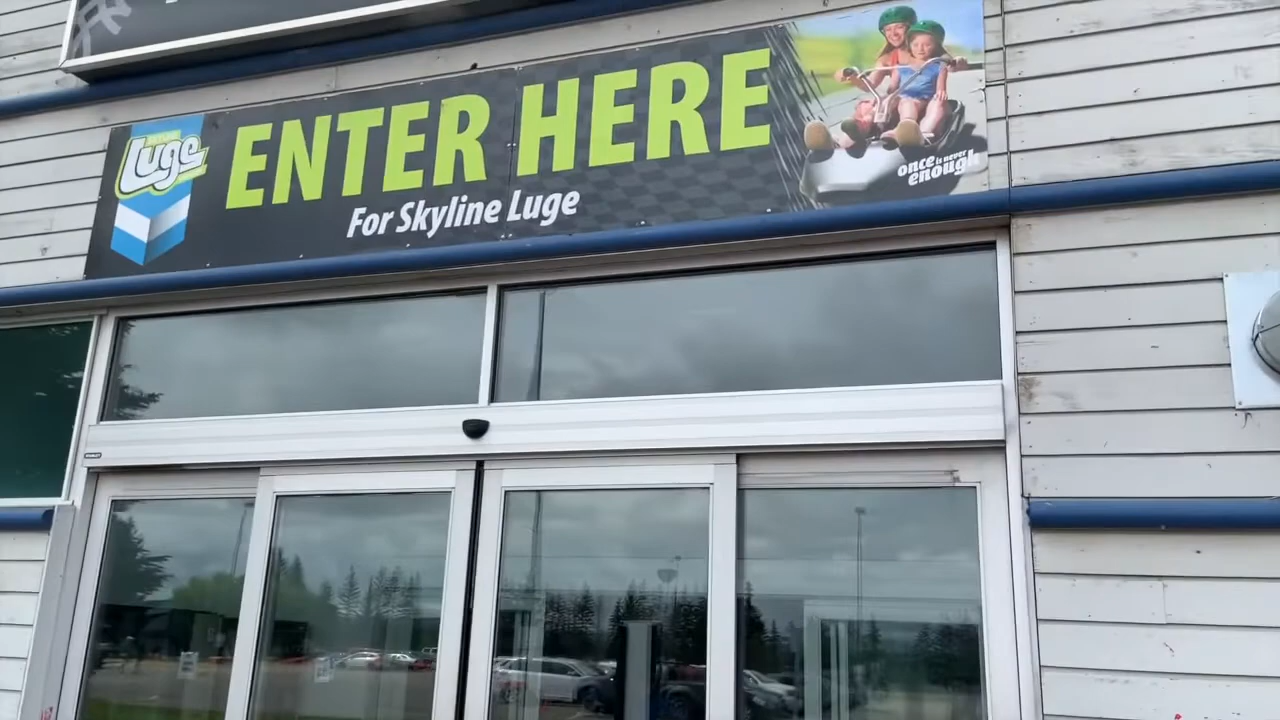 Luge
ENTER HERE
For Skyline Luge
once is never
enough